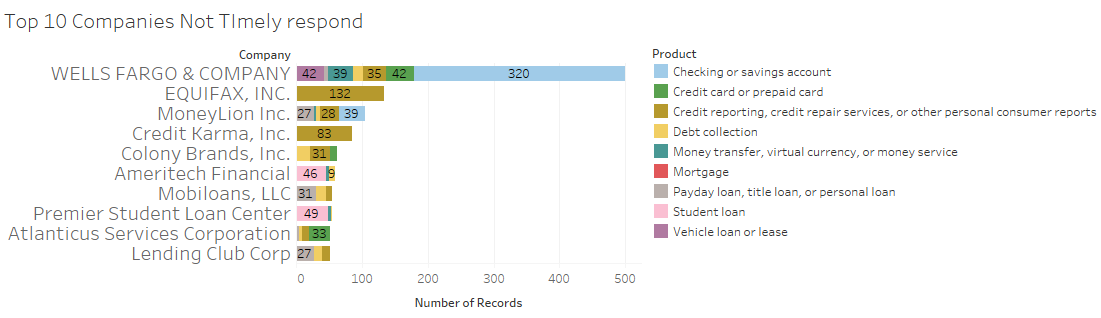 Top 10 Companies Not TImely respond
Company
WELLS FARGO & COMPANY 42 39 35 42 320
EQUIFAX, INC. 132
MoneyLion Inc. 27 28 39
Credit Karma, Inc. 83
Colony Brands, Inc. 31
Ameritech Financial 46 9
Mobiloans, LLC 31
Premier Student Loan Center 49
Atlanticus Services Corporation 33
Lending Club Corp 27
0 100 200 300 400 500
Number of Records
Product
Checking or savings account
Credit card or prepaid card
Credit reporting, credit repair services, or other personal consumer reports
Debt collection
Money transfer, virtual currency, or money service
Mortgage
Payday loan, title loan, or personal loan
Student loan
Vehicle loan or lease